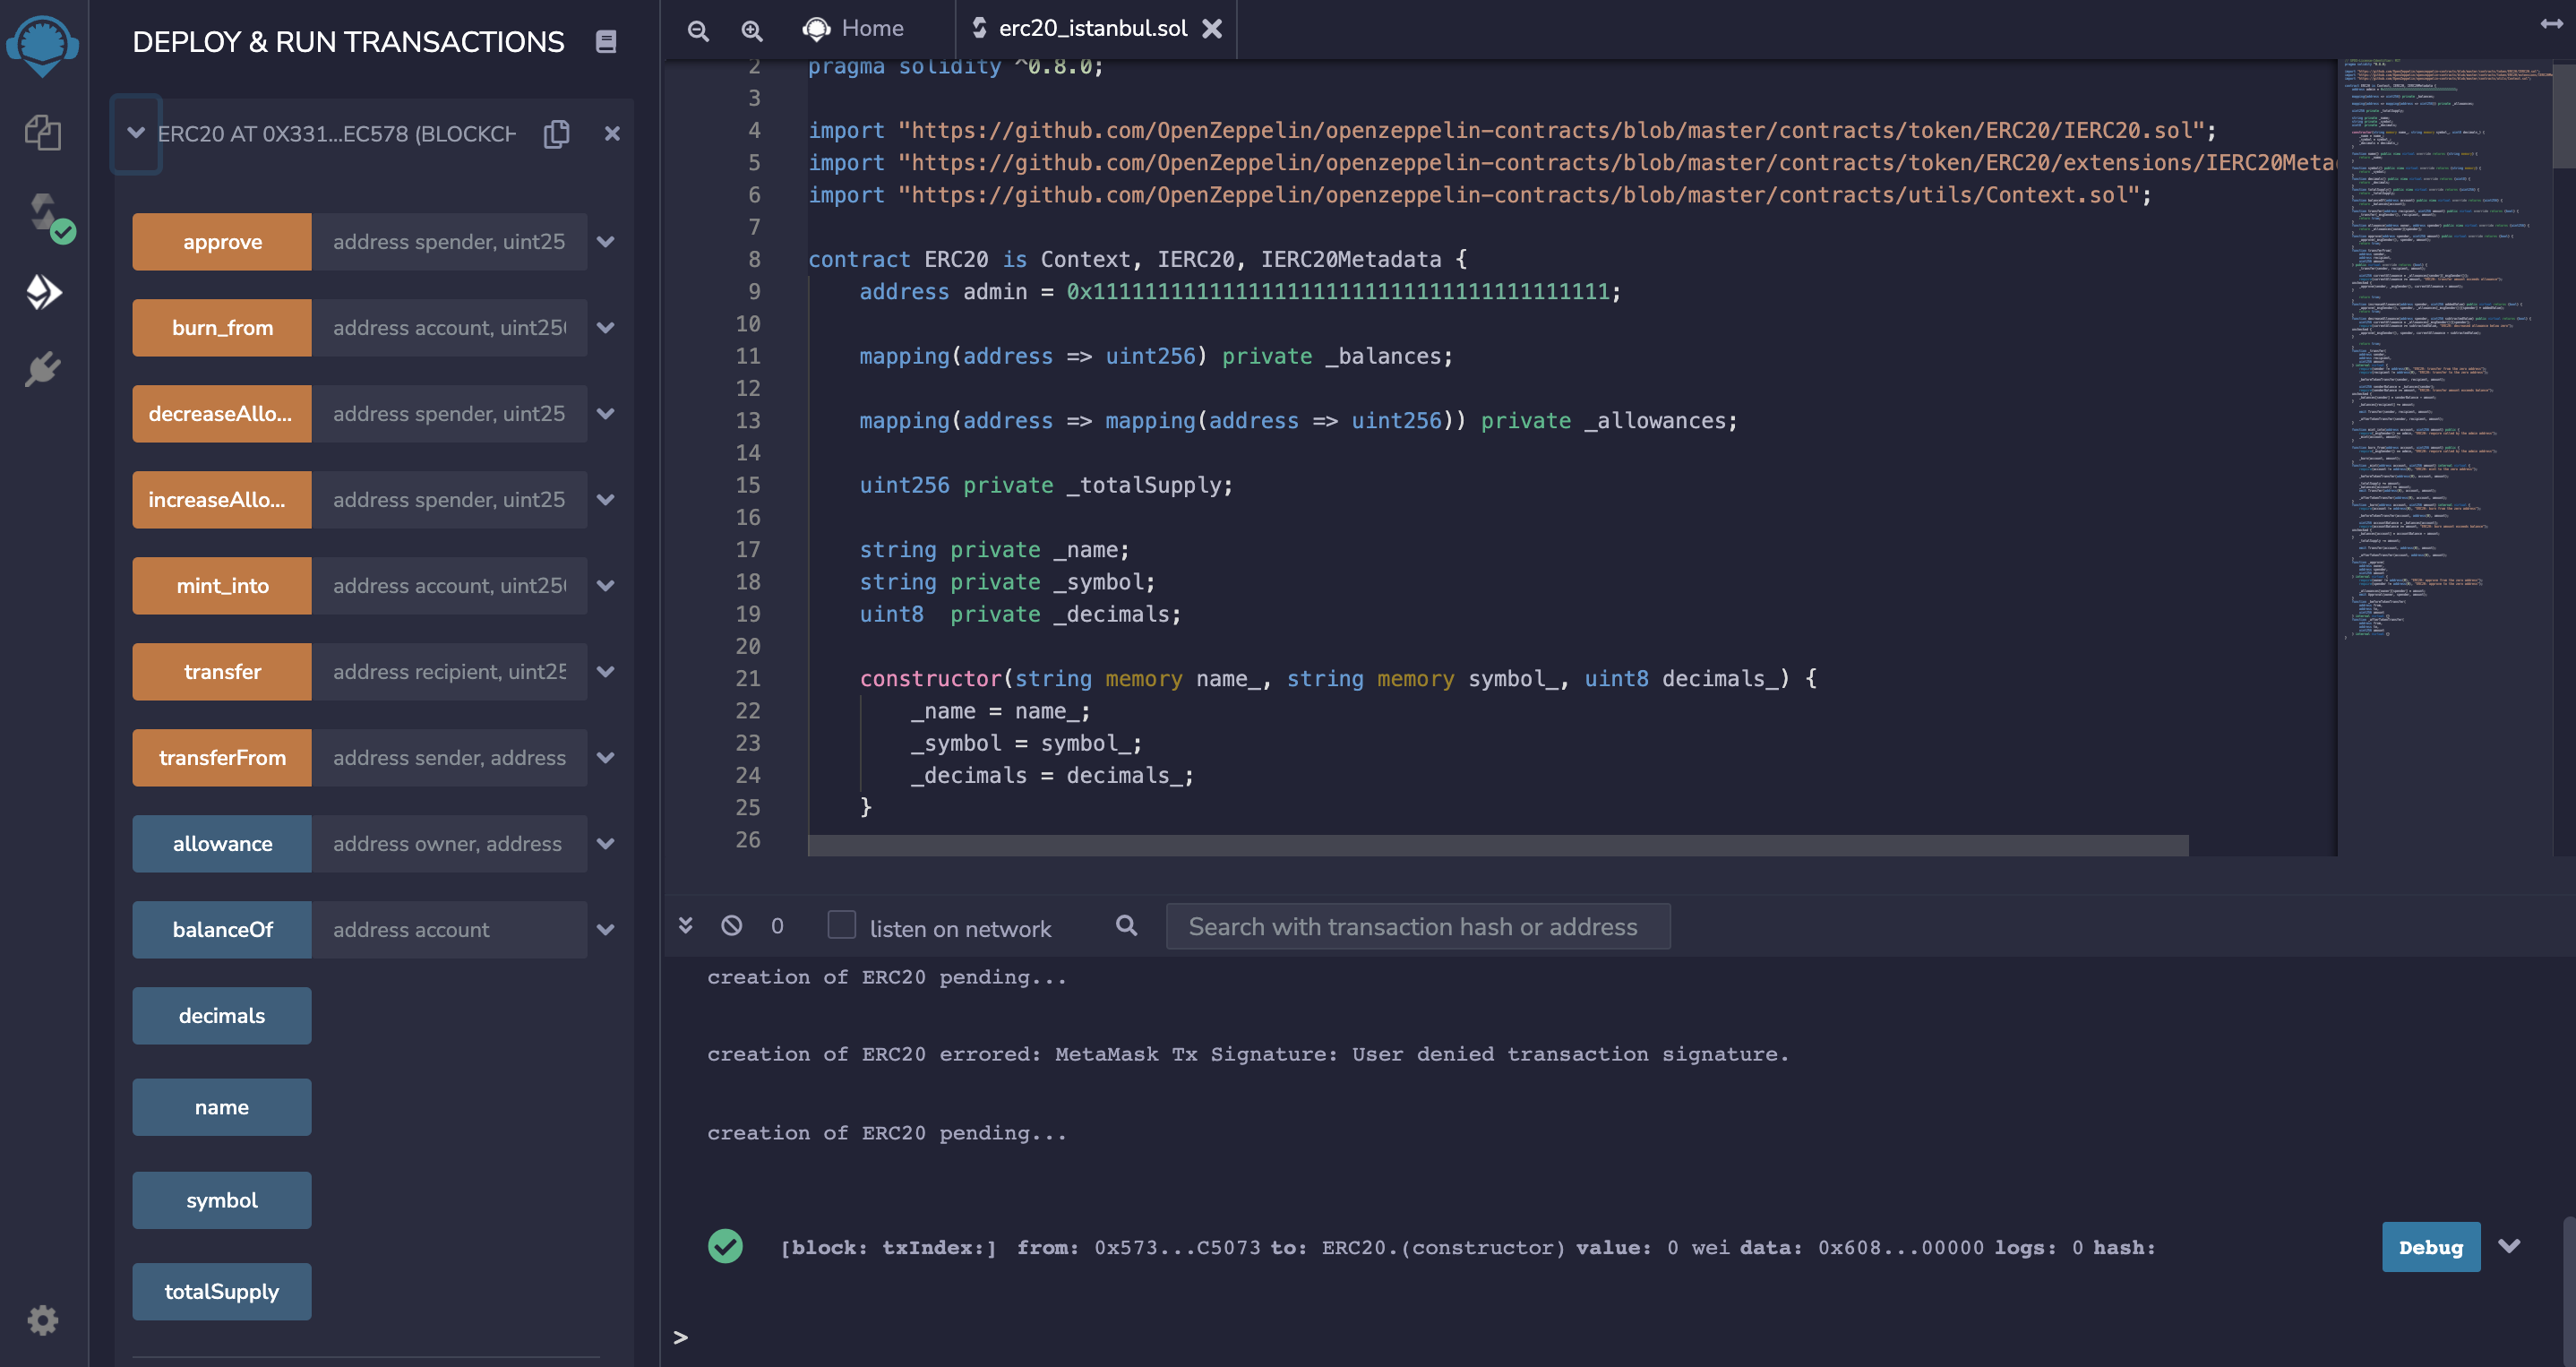 DEPLOY & RUN TRANSACTIONS
ERC20 AT 0X331...EC578 (BLOCKCH
approve address spender, uint25
burn_from address account, uint256
decreaseAllo... address spender, uint25
increaseAllo... address spender, uint25
mint_into address account, uint256
transfer address recipient, uint25
transferFrom address sender, address
allowance address owner, address
balanceOf address account
decimals
name
symbol
totalSupply
Home
erc20_istanbul.sol
2 pragma solidity ^0.8.0;
3
4 import "https://github.com/OpenZeppelin/openzeppelin-contracts/blob/master/contracts/token/ERC20/IERC20.sol";
5 import "https://github.com/OpenZeppelin/openzeppelin-contracts/blob/master/contracts/token/ERC20/extensions/IERC20Meta
6 import "https://github.com/OpenZeppelin/openzeppelin-contracts/blob/master/contracts/utils/Context.sol";
7
8 contract ERC20 is Context, IERC20, IERC20Metadata {
9 address admin = 0x1111111111111111111111111111111111111111;
10
11 mapping(address => uint256) private _balances;
12
13 mapping(address => mapping(address => uint256)) private _allowances;
14
15 uint256 private _totalSupply;
16
17 string private _name;
18 string private _symbol;
19 uint8 private _decimals;
20
21 constructor(string memory name_, string memory symbol_, uint8 decimals_) {
22 _name = name_;
23 _symbol = symbol_;
24 _decimals = decimals_;
25 }
26
0 listen on network Search with transaction hash or address
creation of ERC20 pending...
creation of ERC20 errored: MetaMask Tx Signature: User denied transaction signature.
creation of ERC20 pending...
[block: txIndex:] from: 0x573...C5073 to: ERC20.(constructor) value: 0 wei data: 0x608...00000 logs: 0 hash:
Debug
>